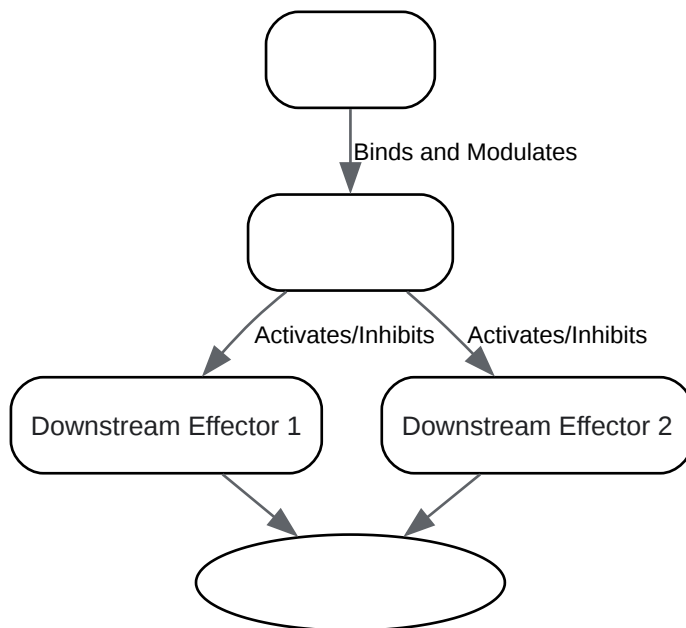 Binds and Modulates
Activates/Inhibits
Activates/Inhibits
Downstream Effector 1
Downstream Effector 2